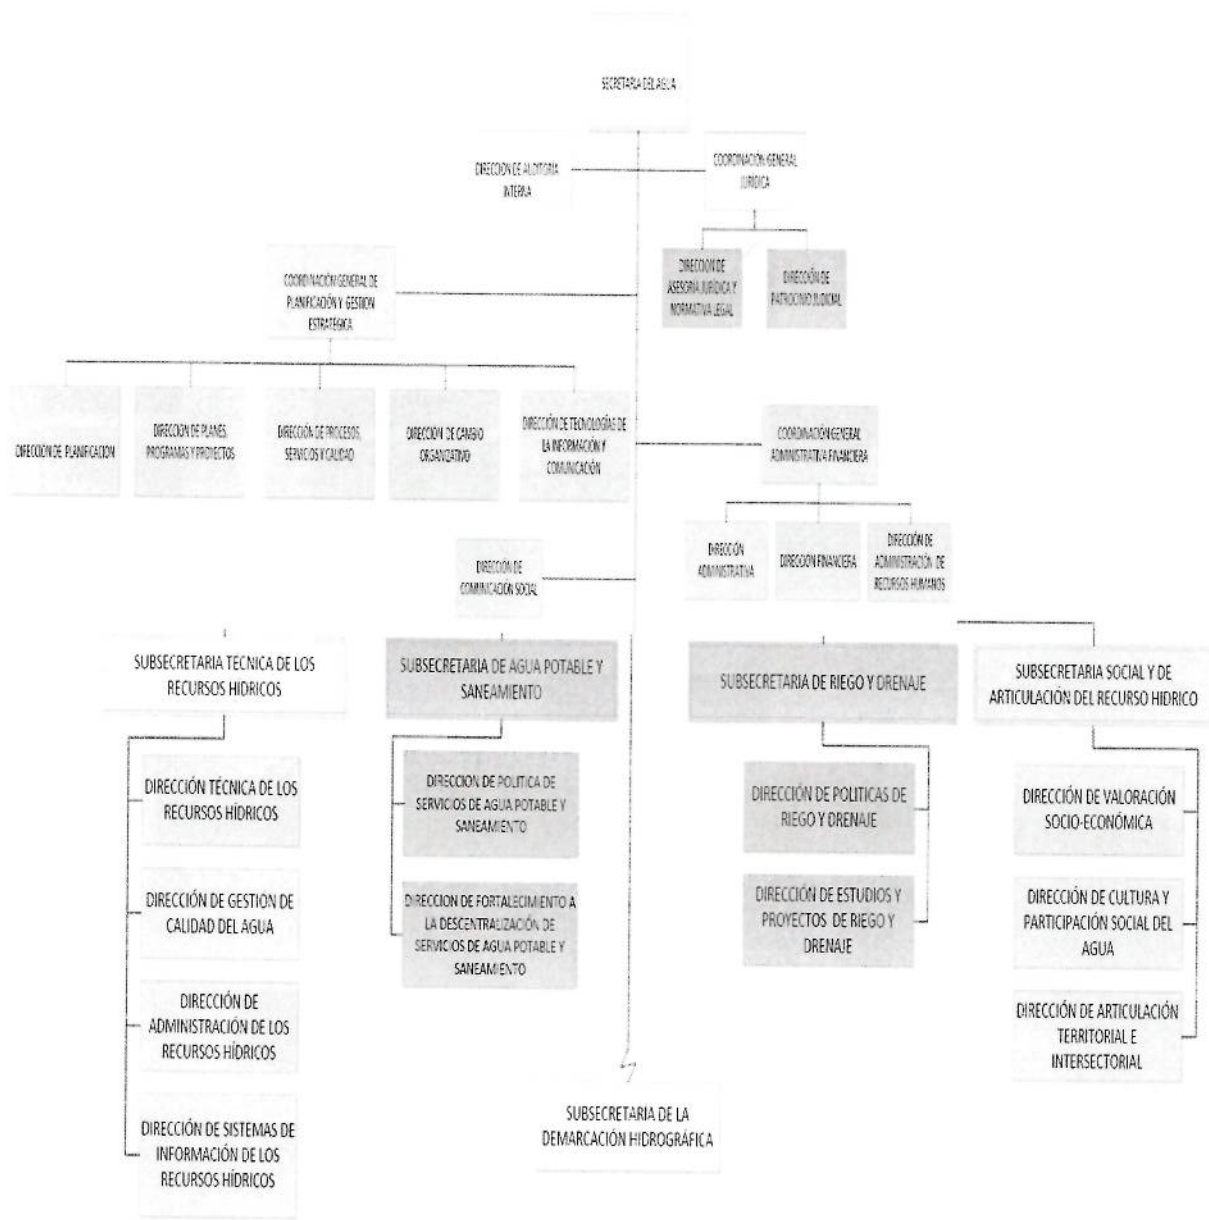 SECRETARIA DEL AGUA
DIRECCION DE AUDITORIA
INTERNA
COORDINACIÓN GENERAL
JURÍDICA
DIRECCION DE
ASESORÍA JURÍDICA Y
NORMATIVA LEGAL
DIRECCIÓN DE
PATROCINIO JUDICIAL
COORDINACIÓN GENERAL DE
PLANIFICACIÓN Y GESTION
ESTRATÉGICA
DIRECCIÓN DE PLANIFICACION
DIRECCIÓN DE PLANES,
PROGRAMAS Y PROYECTOS
DIRECCIÓN DE PROCESOS,
SERVICIOS Y CALIDAD
DIRECCION DE CAMBIO
ORGANIZATIVO
DIRECCIÓN DE TECNOLOGÍAS DE
LA INFORMACIÓN Y
COMUNICACIÓN
COORDINACIÓN GENERAL
ADMINISTRATIVA FINANCIERA
DIRECCIÓN
ADMINISTRATIVA
DIRECCION FINANCIERA
DIRECCIÓN DE
ADMINISTRACIÓN DE
RECURSOS HUMANOS
DIRECCIÓN DE
COMUNICACIÓN SOCIAL
SUBSECRETARIA TECNICA DE LOS
RECURSOS HÍDRICOS
SUBSECRETARIA DE AGUA POTABLE Y
SANEAMIENTO
SUBSECRETARIA DE RIEGO Y DRENAJE
SUBSECRETARIA SOCIAL Y DE
ARTICULACIÓN DEL RECURSO HIDRICO
DIRECCIÓN TÉCNICA DE LOS
RECURSOS HÍDRICOS
DIRECCIÓN DE GESTION DE
CALIDAD DEL AGUA
DIRECCIÓN DE
ADMINISTRACIÓN DE LOS
RECURSOS HÍDRICOS
DIRECCIÓN DE SISTEMAS DE
INFORMACIÓN DE LOS
RECURSOS HÍDRICOS
DIRECCION DE POLITICA DE
SERVICIOS DE AGUA POTABLE Y
SANEAMIENTO
DIRECCION DE FORTALECIMIENTO A
LA DESCENTRALIZACIÓN DE
SERVICIOS DE AGUA POTABLE Y
SANEAMIENTO
DIRECCIÓN DE POLITICAS DE
RIEGO Y DRENAJE
DIRECCIÓN DE ESTUDIOS Y
PROYECTOS DE RIEGO Y
DRENAJE
DIRECCIÓN DE VALORACIÓN
SOCIO-ECONÓMICA
DIRECCIÓN DE CULTURA Y
PARTICIPACIÓN SOCIAL DEL
AGUA
DIRECCIÓN DE ARTICULACIÓN
TERRITORIAL E
INTERSECTORIAL
SUBSECRETARIA DE LA
DEMARCACIÓN HIDROGRÁFICA